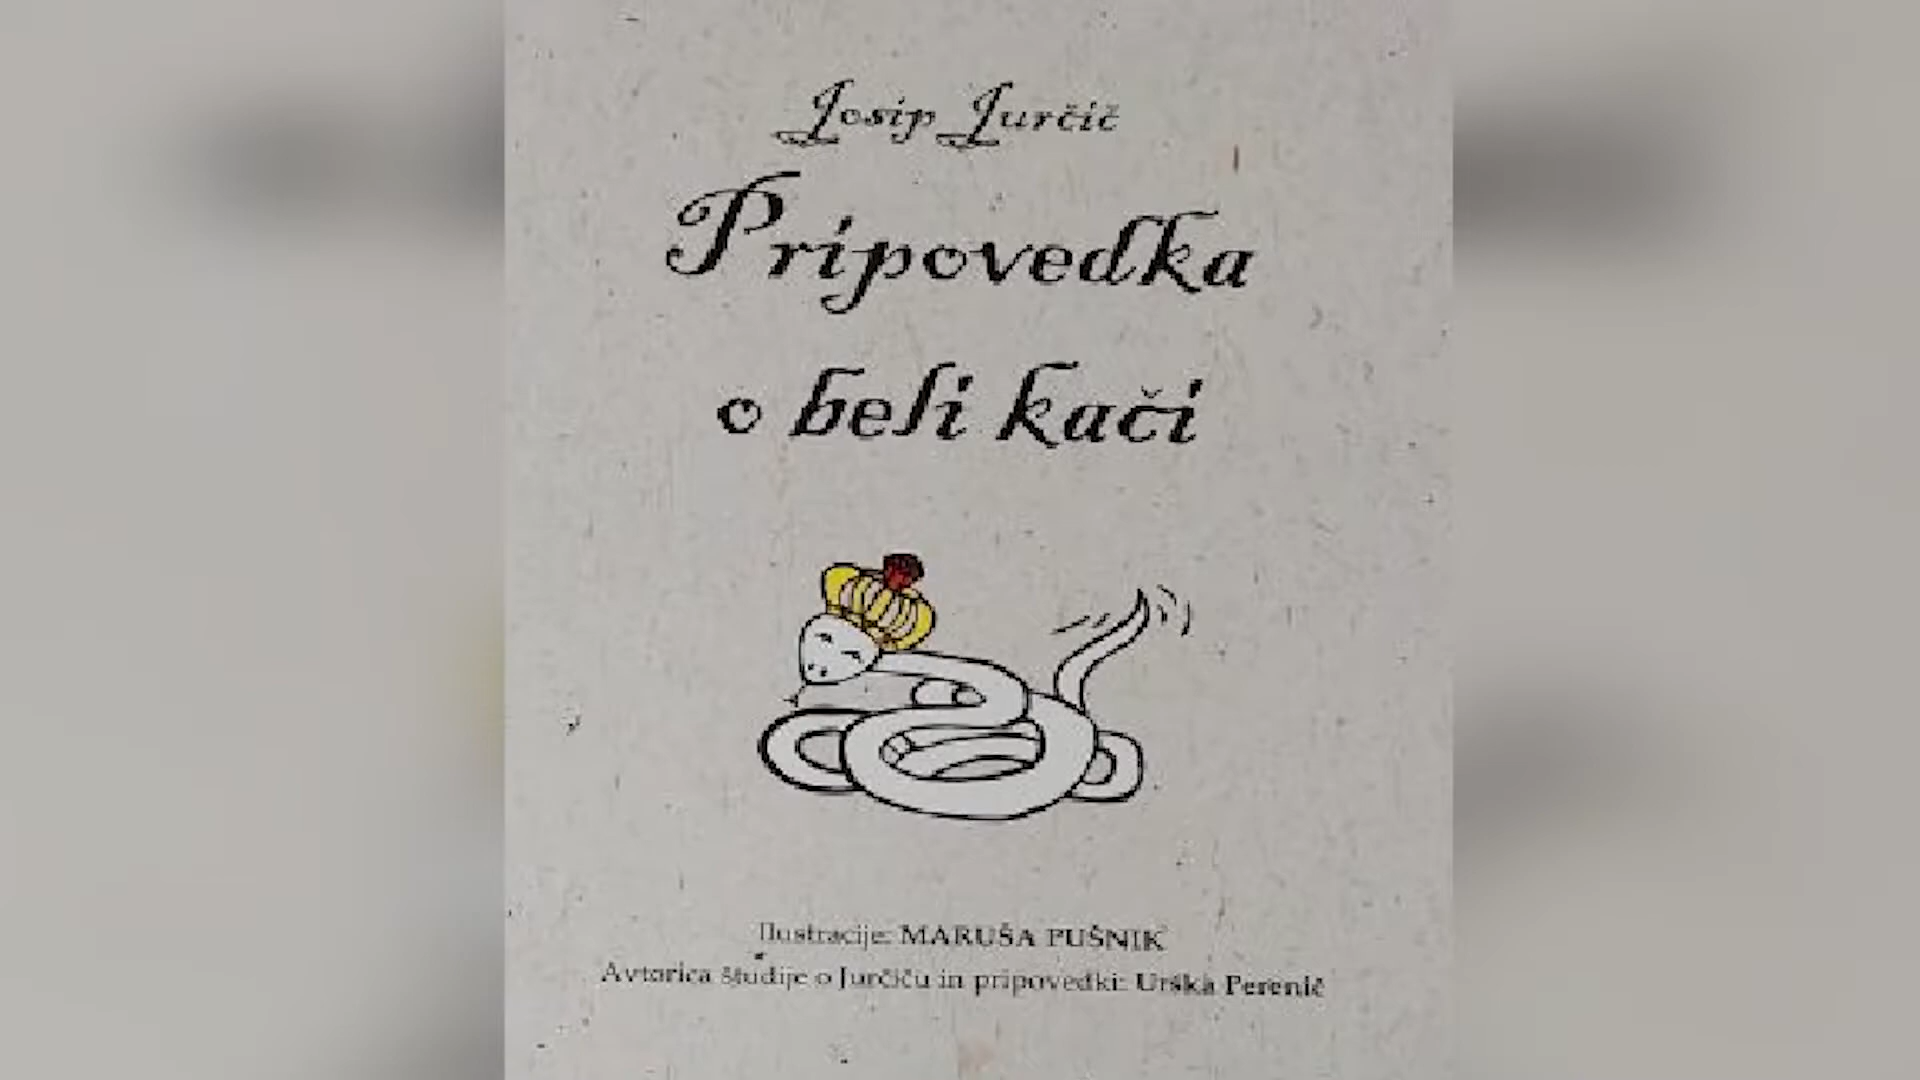 Josip Jurčič
Pripovedka
o beli kači
Ilustracije: MARUŠA PUŠNIK
Avtorica študije o Jurčiču in pripovedki: Urška Perenič